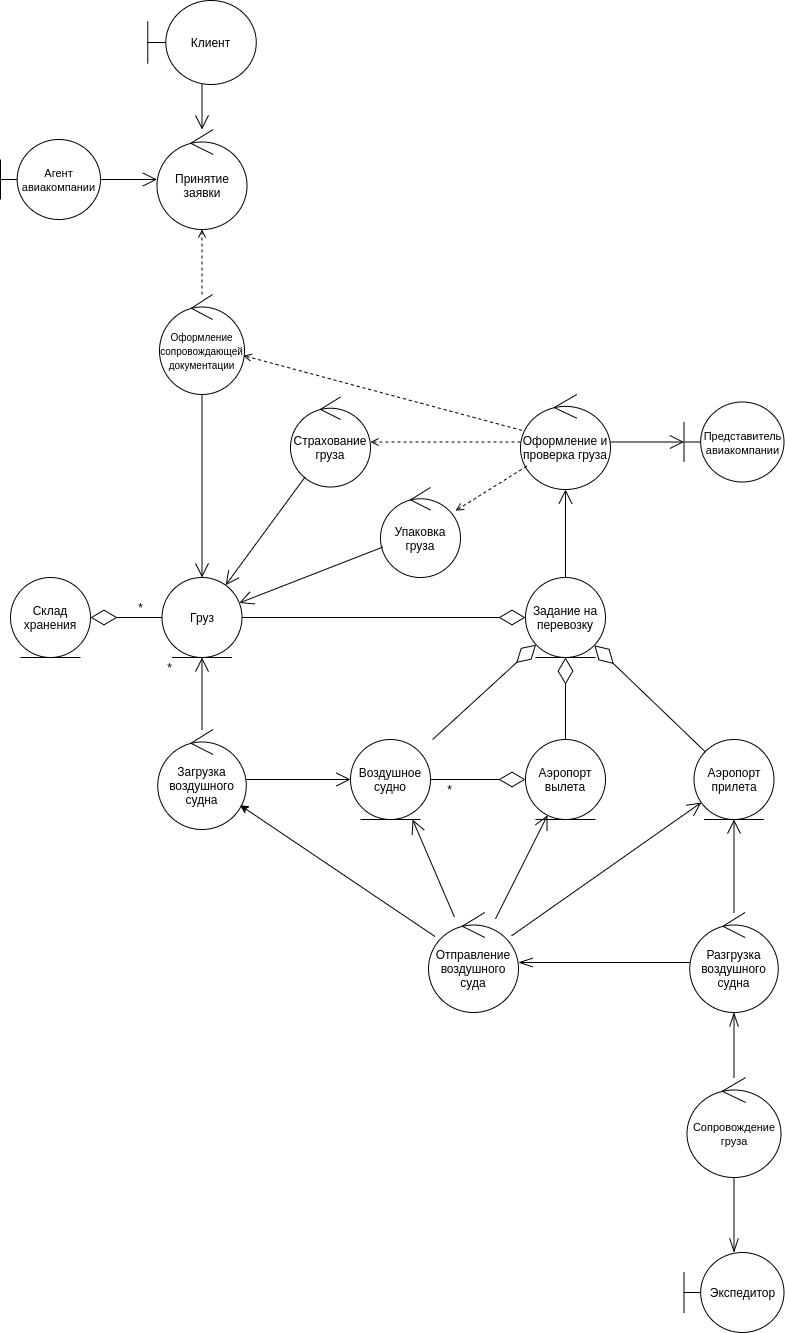 Клиент
Агент
авиакомпании
Принятие
заявки
Оформление
сопровождающей
документации
Страхование
груза
Оформление и
проверка груза
Представитель
авиакомпании
Упаковка
груза
Склад
хранения
*
Груз
*
Задание на
перевозку
Загрузка
воздушного
судна
Воздушное
судно
*
Аэропорт
вылета
Аэропорт
прилета
Отправление
воздушного
суда
Разгрузка
воздушного
судна
Сопровождение
груза
Экспедитор